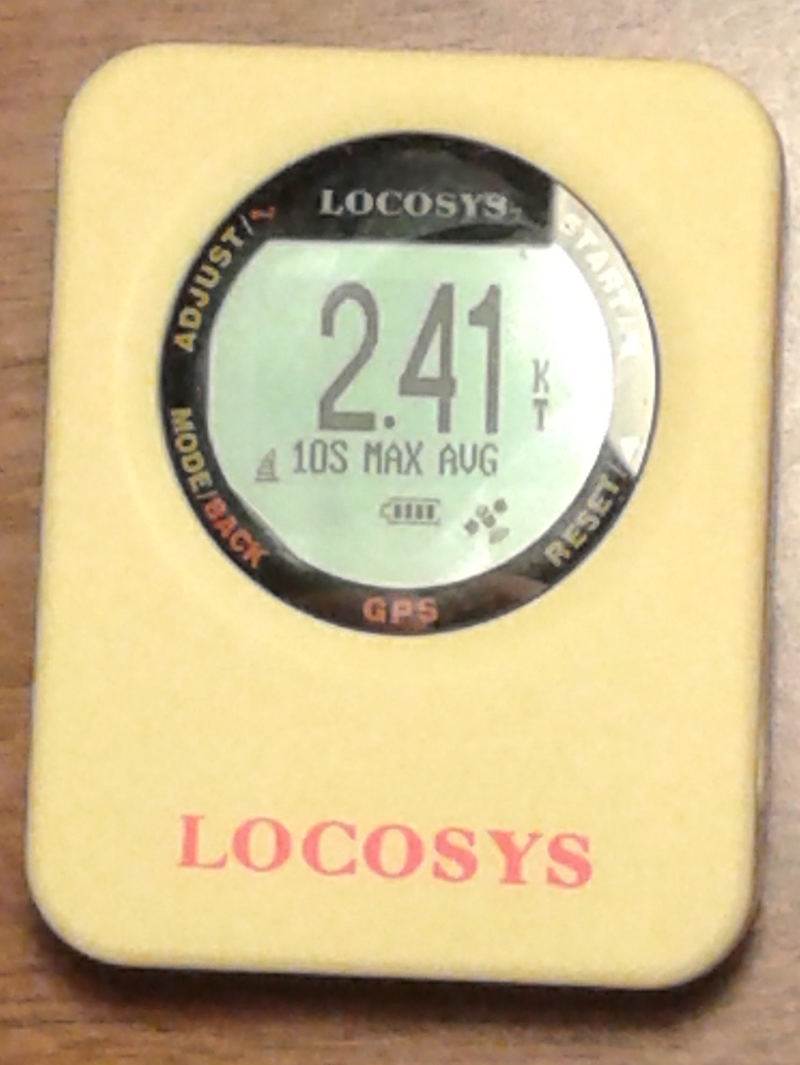 LOCOSYS
ADJUST/
START/
2.41 KT
10S MAX AVG
MODE/BACK
RESET/
GPS
LOCOSYS